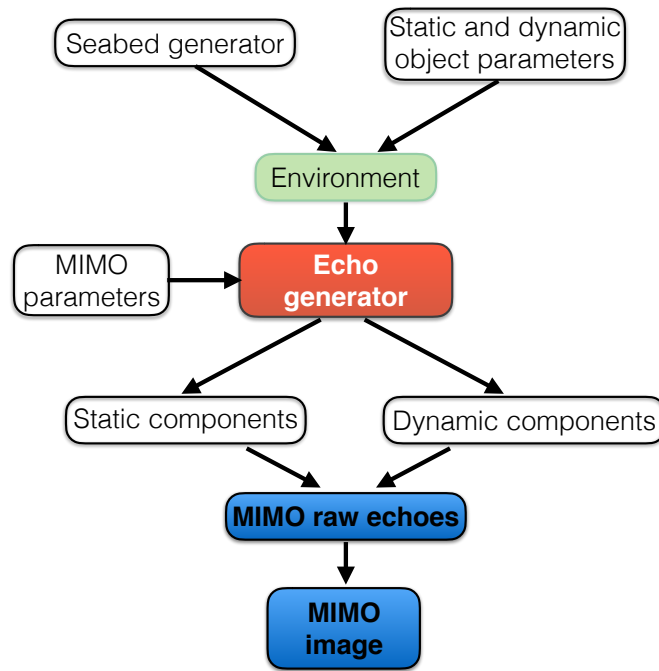 Seabed generator
Static and dynamic
object parameters
Environment
MIMO
parameters
Echo
generator
Static components
Dynamic components
MIMO raw echoes
MIMO
image